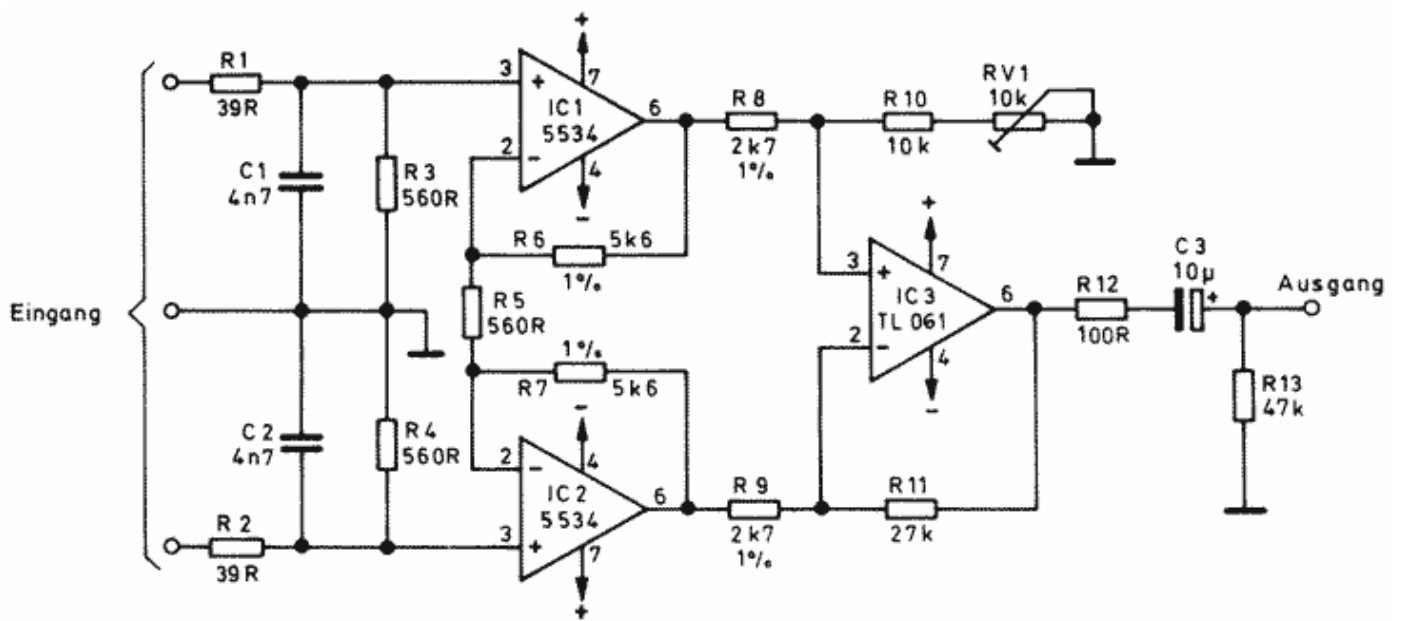 Eingang
R1
39R
C1
4n7
R3
560R
C2
4n7
R4
560R
R2
39R
3
+
2
-
IC1
5534
+
7
4
-
6
R6
5k6
1%
R5
560R
1%
R7
5k6
2
-
3
+
IC2
5534
-
4
7
+
6
R8
2k7
1%
R10
10k
RV1
10k
R9
2k7
1%
R11
27k
3
+
2
-
IC3
TL 061
+
7
4
-
6
R12
100R
C3
10µ
+
R13
47k
Ausgang